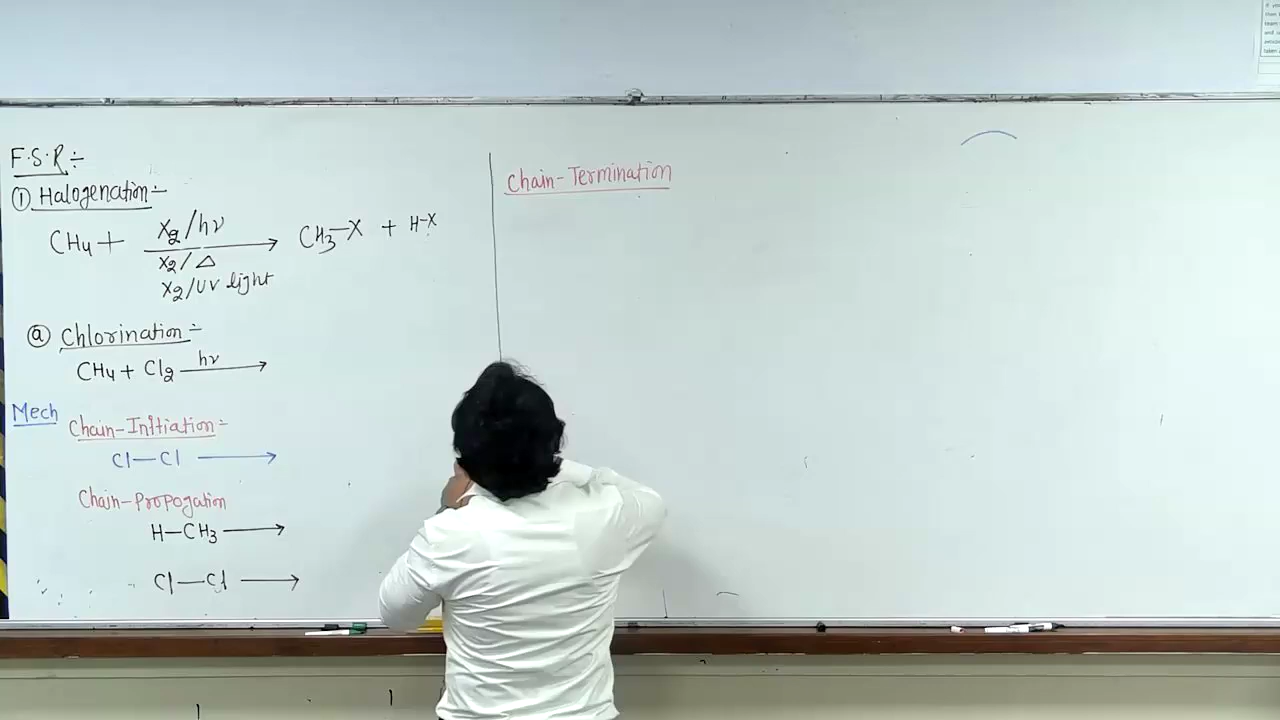 F.S.R÷
① Halogenation:-
CH4 + X2/hν CH3-X + H-X
X2/△
X2/UV light
ⓐ Chlorination:-
CH4 + Cl2 hν ⟶
Mech Chain-Initiation:-
Cl—Cl ⟶
Chain-Propogation
H-CH3 ⟶
Cl—Cl ⟶
Chain-Termination